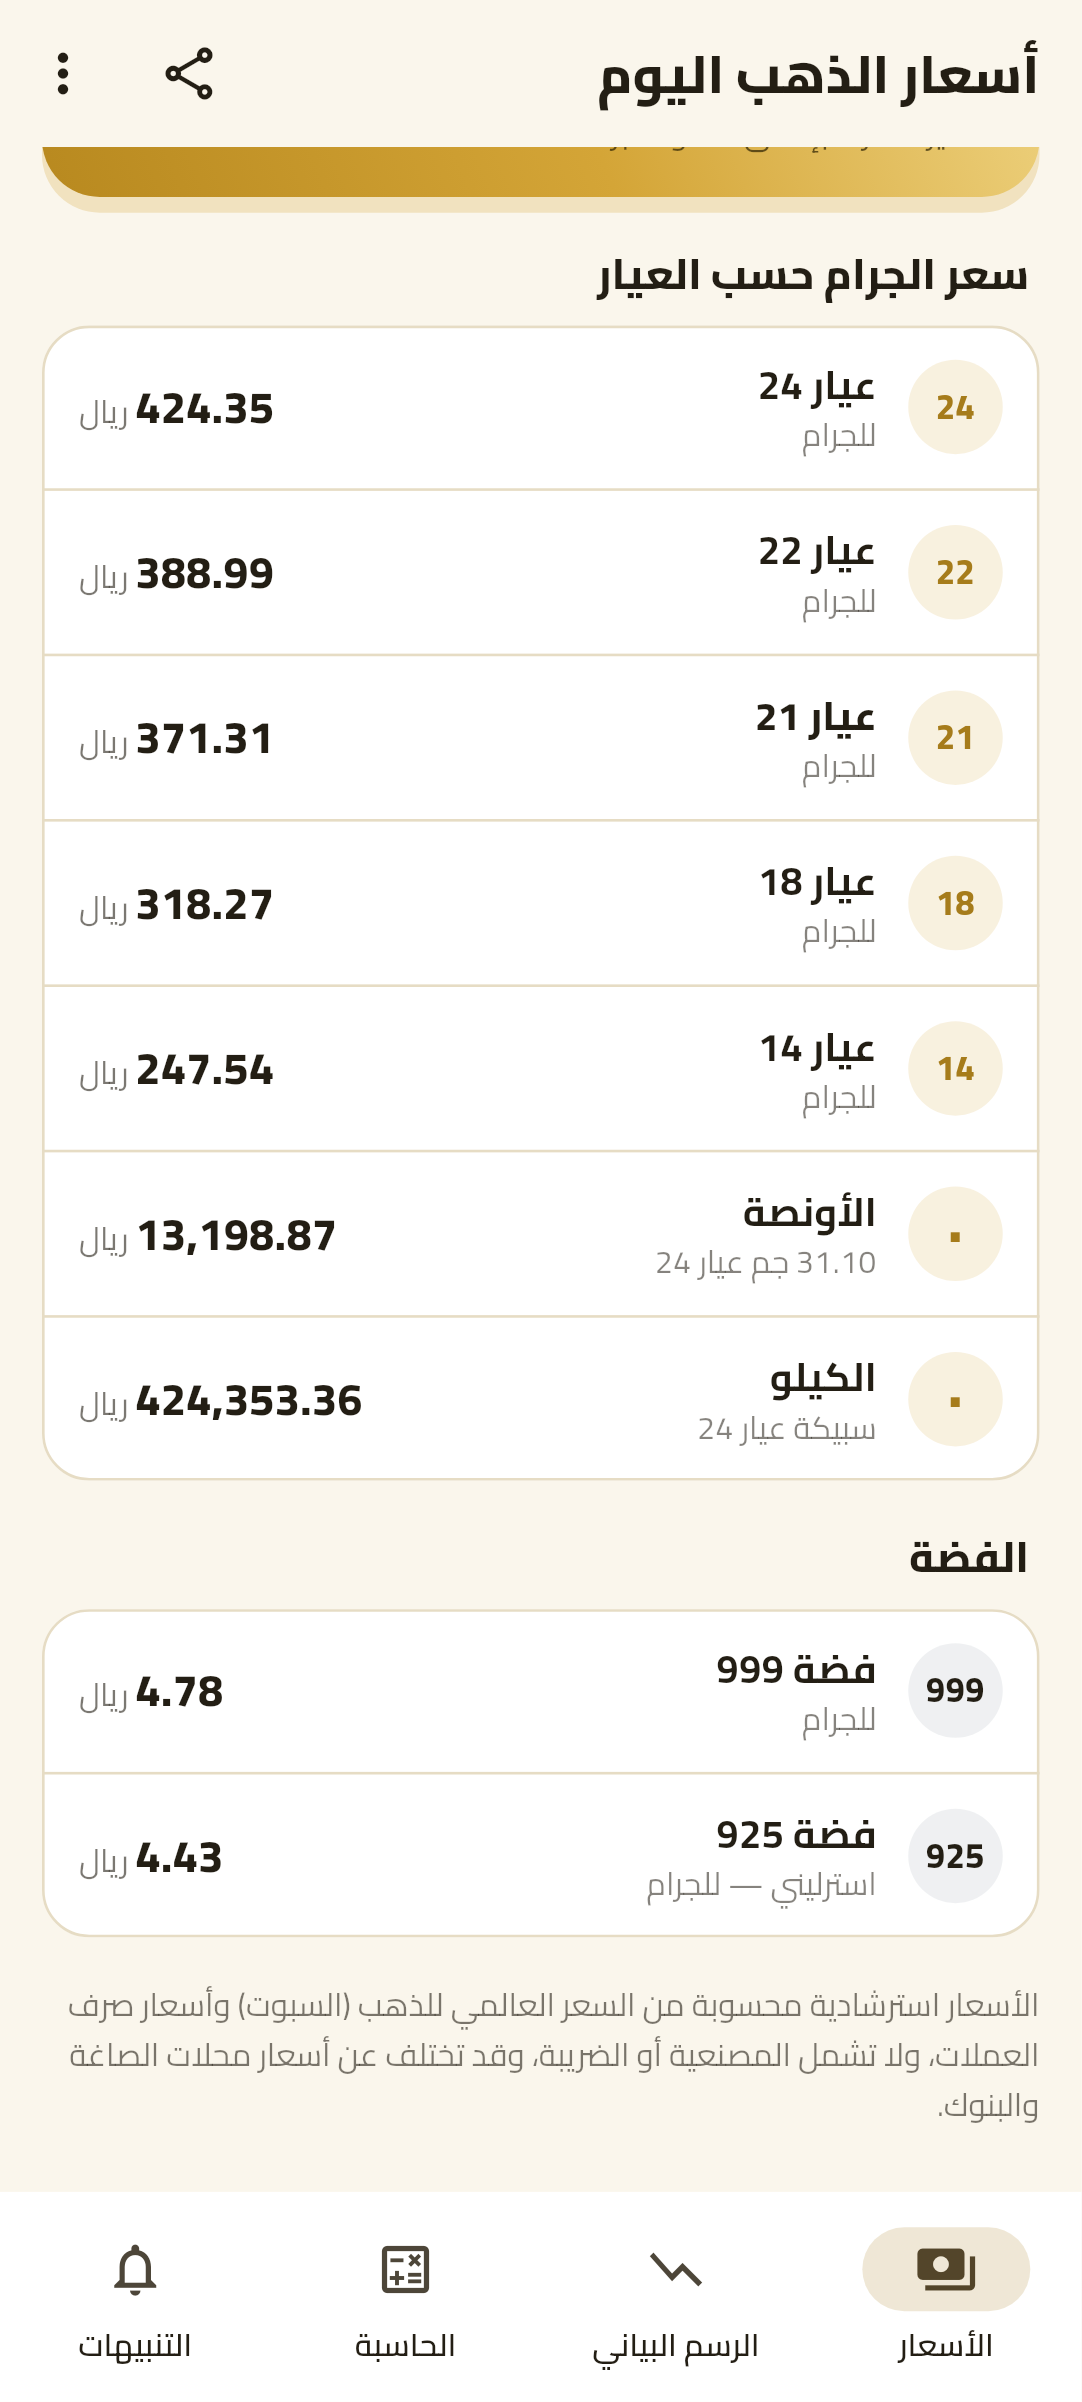 أسعار الذهب اليوم
سعر الجرام حسب العيار
24
عيار 24
للجرام
424.35 ريال
22
عيار 22
للجرام
388.99 ريال
21
عيار 21
للجرام
371.31 ريال
18
عيار 18
للجرام
318.27 ريال
14
عيار 14
للجرام
247.54 ريال
الأونصة
31.10 جم عيار 24
13,198.87 ريال
الكيلو
سبيكة عيار 24
424,353.36 ريال
الفضة
999
فضة 999
للجرام
4.78 ريال
925
فضة 925
استرليني — للجرام
4.43 ريال
الأسعار استرشادية محسوبة من السعر العالمي للذهب (السبوت) وأسعار صرف
العملات، ولا تشمل المصنعية أو الضريبة، وقد تختلف عن أسعار محلات الصاغة
والبنوك.
الأسعار
الرسم البياني
الحاسبة
التنبيهات